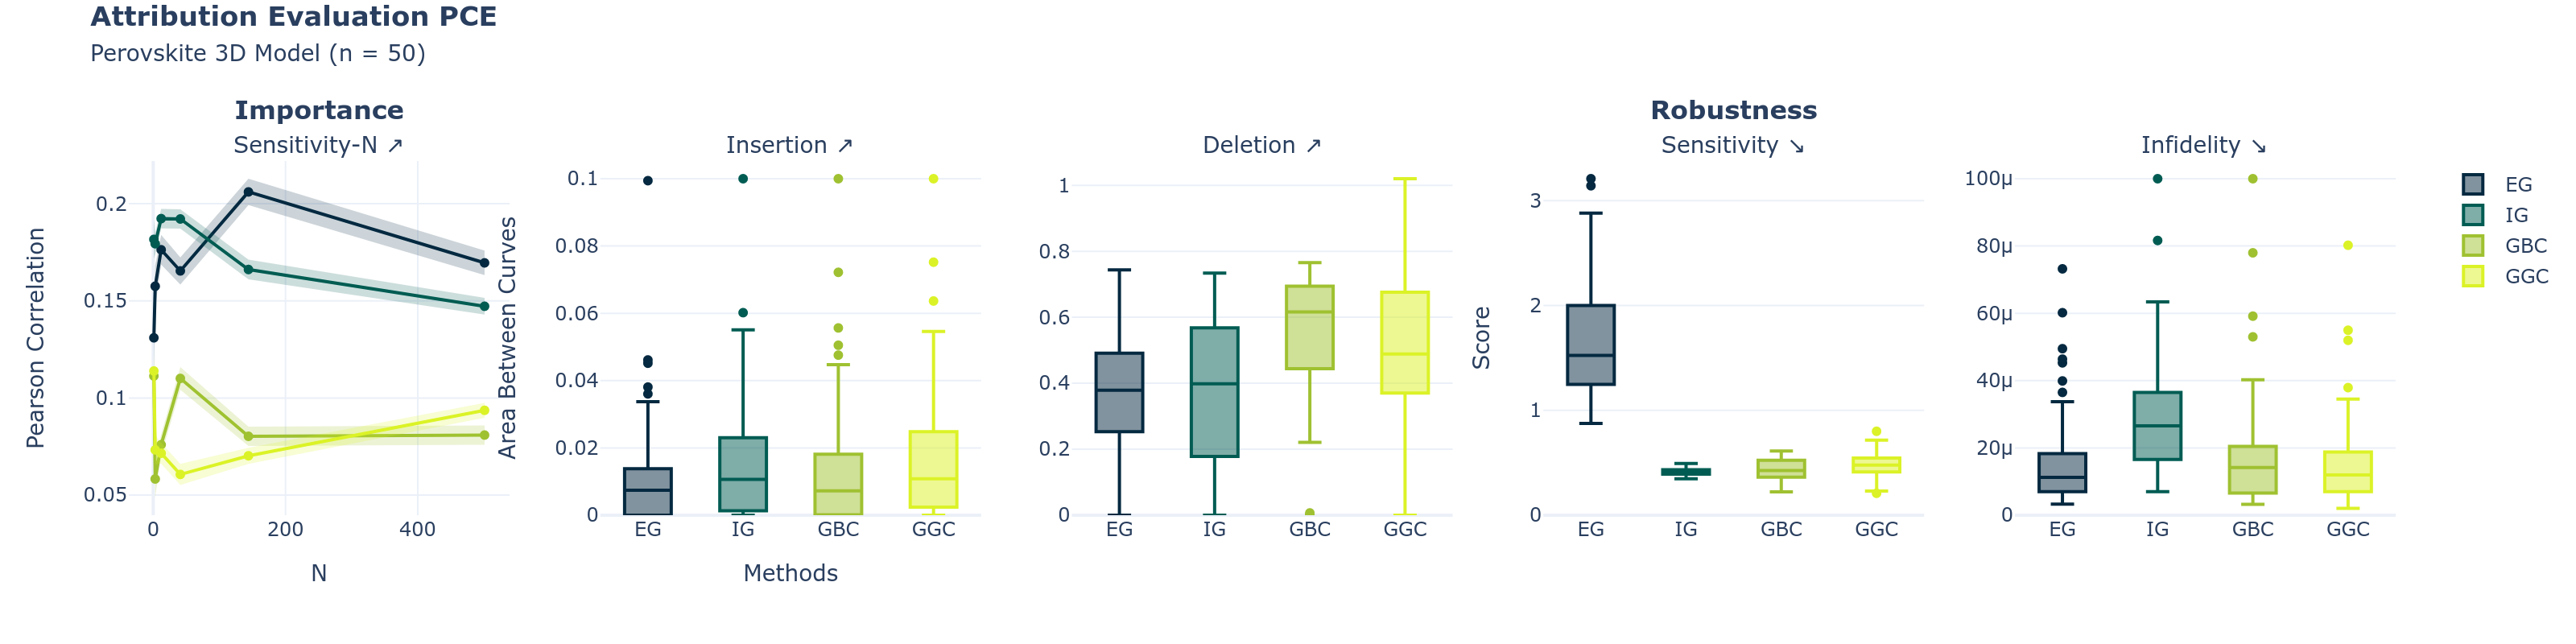 Attribution Evaluation PCE
Perovskite 3D Model (n = 50)
Importance
Robustness
Sensitivity-N ↗
Insertion ↗
Deletion ↗
Sensitivity ↘
Infidelity ↘
Pearson Correlation
0.2
0.15
0.1
0.05
0 200 400
N
Area Between Curves
0.1
0.08
0.06
0.04
0.02
0
EG IG GBC GGC
Methods
1
0.8
0.6
0.4
0.2
0
EG IG GBC GGC
Score
3
2
1
0
EG IG GBC GGC
100μ
80μ
60μ
40μ
20μ
0
EG IG GBC GGC
EG
IG
GBC
GGC